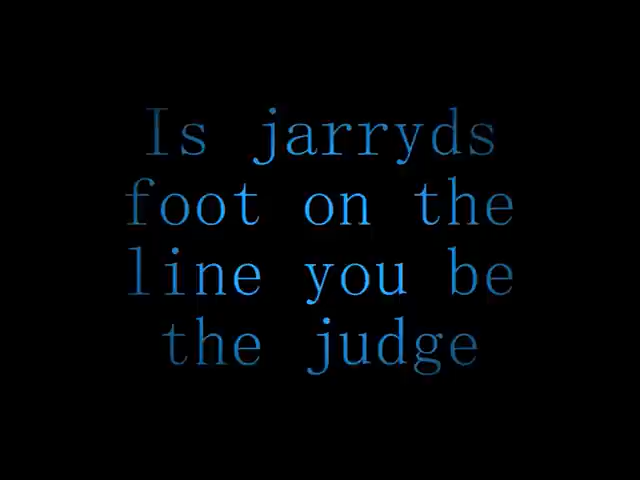 Is jarryds
foot on the
line you be
the judge